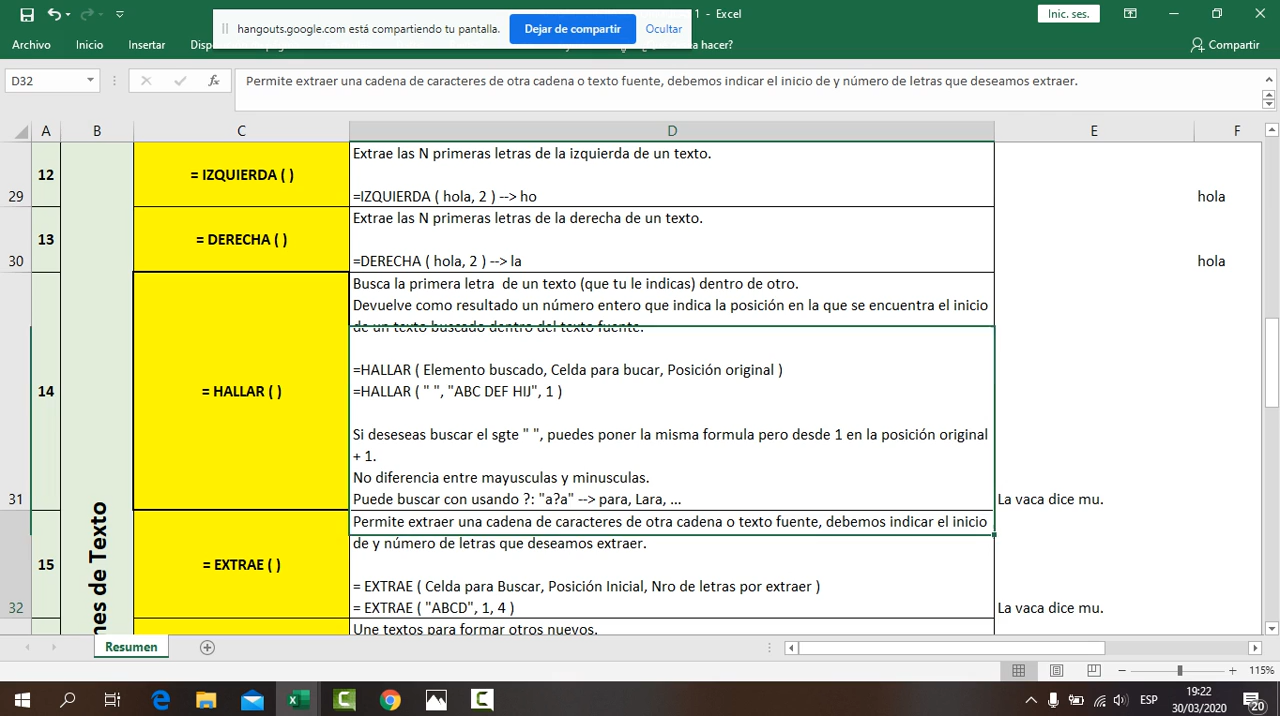 1 - Excel
Inic. ses.
hangouts.google.com está compartiendo tu pantalla.
Dejar de compartir
Ocultar
Archivo
Inicio
Insertar
hacer?
Compartir
D32
fx
Permite extraer una cadena de caracteres de otra cadena o texto fuente, debemos indicar el inicio de y número de letras que deseamos extraer.
A B C D E F
12
= IZQUIERDA ( )
Extrae las N primeras letras de la izquierda de un texto.
=IZQUIERDA ( hola, 2 ) --> ho
29
hola
13
= DERECHA ( )
Extrae las N primeras letras de la derecha de un texto.
=DERECHA ( hola, 2 ) --> la
30
hola
14
= HALLAR ( )
Busca la primera letra  de un texto (que tu le indicas) dentro de otro.
Devuelve como resultado un número entero que indica la posición en la que se encuentra el inicio
de un texto buscado dentro del texto fuente.
=HALLAR ( Elemento buscado, Celda para bucar, Posición original )
=HALLAR ( " ", "ABC DEF HIJ", 1 )
Si deseseas buscar el sgte " ", puedes poner la misma formula pero desde 1 en la posición original
+ 1.
No diferencia entre mayusculas y minusculas.
Puede buscar con usando ?: "a?a" --> para, Lara, ...
31
La vaca dice mu.
15
= EXTRAE ( )
Permite extraer una cadena de caracteres de otra cadena o texto fuente, debemos indicar el inicio
de y número de letras que deseamos extraer.
= EXTRAE ( Celda para Buscar, Posición Inicial, Nro de letras por extraer )
= EXTRAE ( "ABCD", 1, 4 )
32
La vaca dice mu.
Une textos para formar otros nuevos.
nes de Texto
Resumen
115%
ESP
19:22
30/03/2020
20